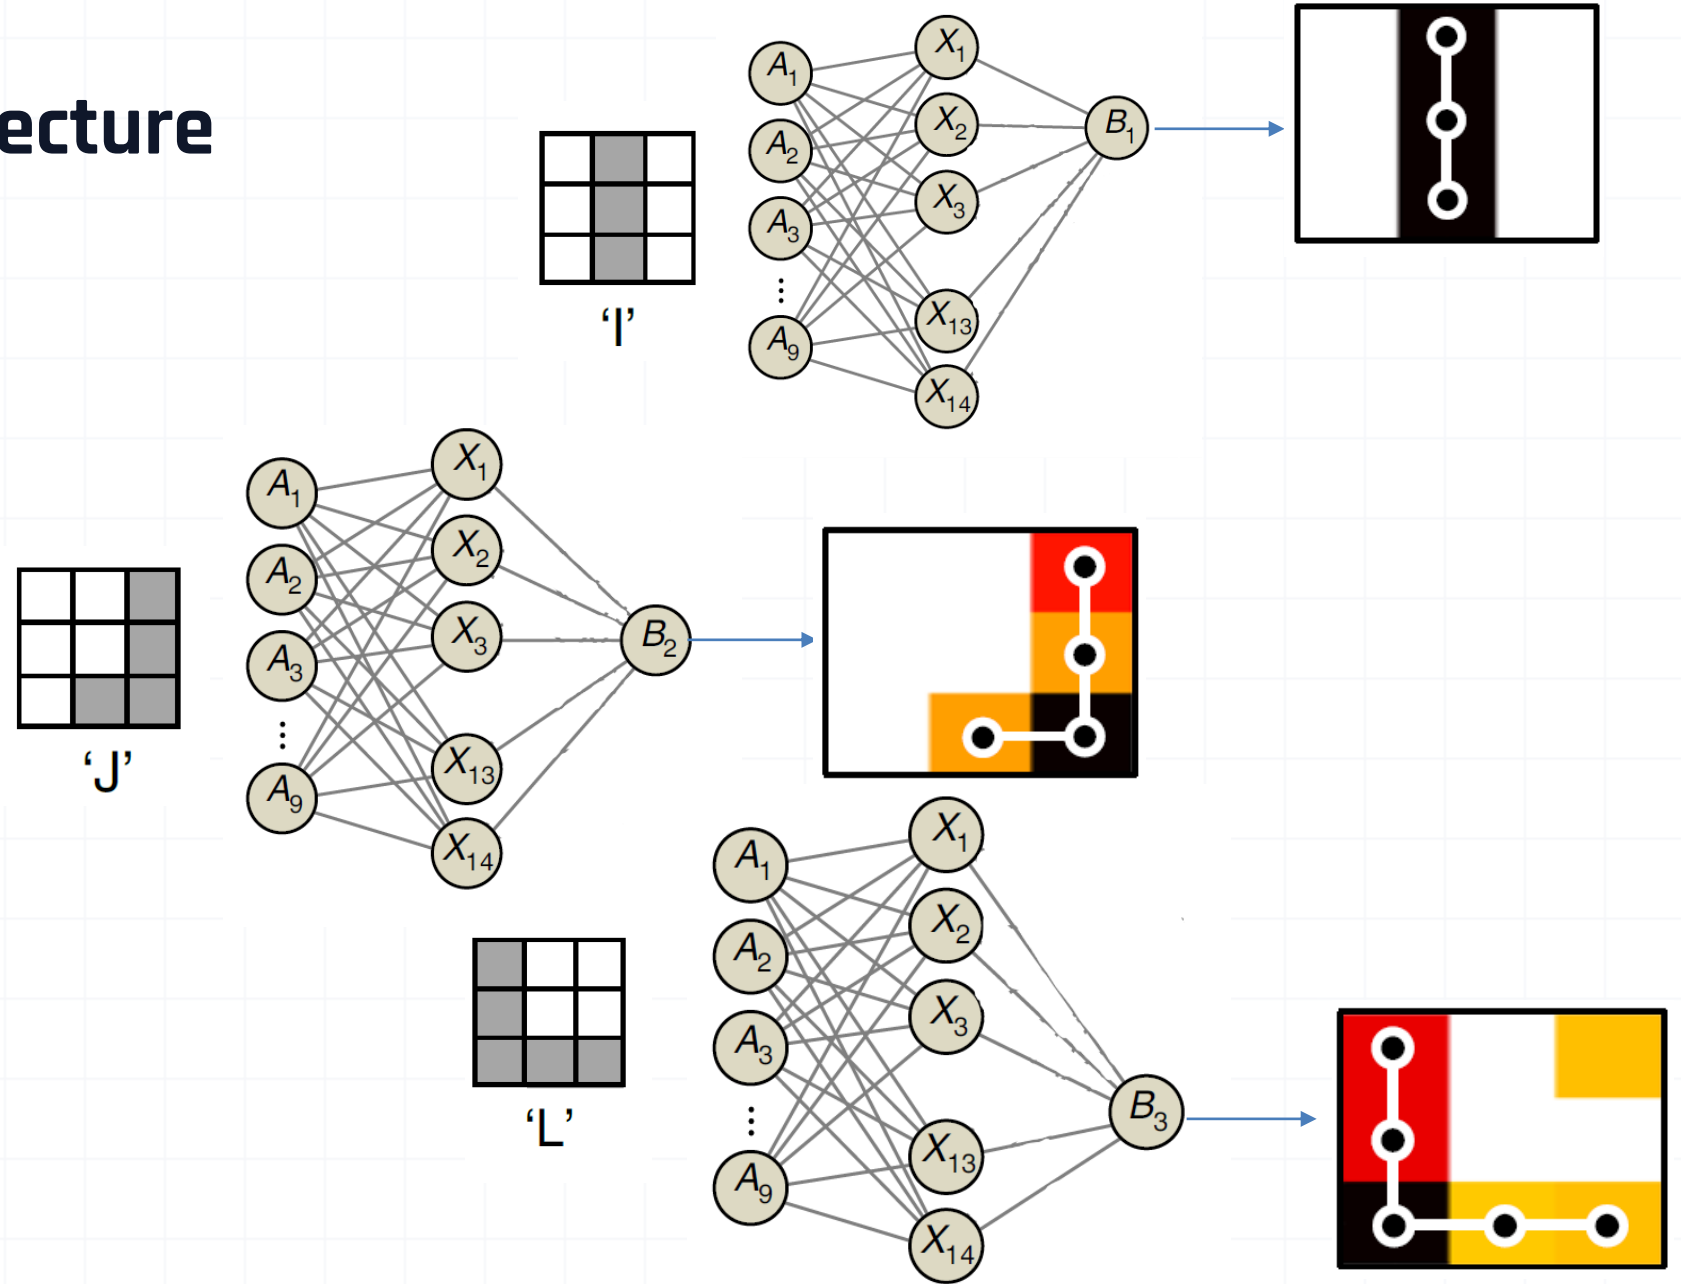 ecture
A1
A2
A3
⋮
A9
X1
X2
X3
X13
X14
B1
‘I’
A1
A2
A3
⋮
A9
X1
X2
X3
X13
X14
B2
‘J’
A1
A2
A3
⋮
A9
X1
X2
X3
X13
X14
B3
‘L’